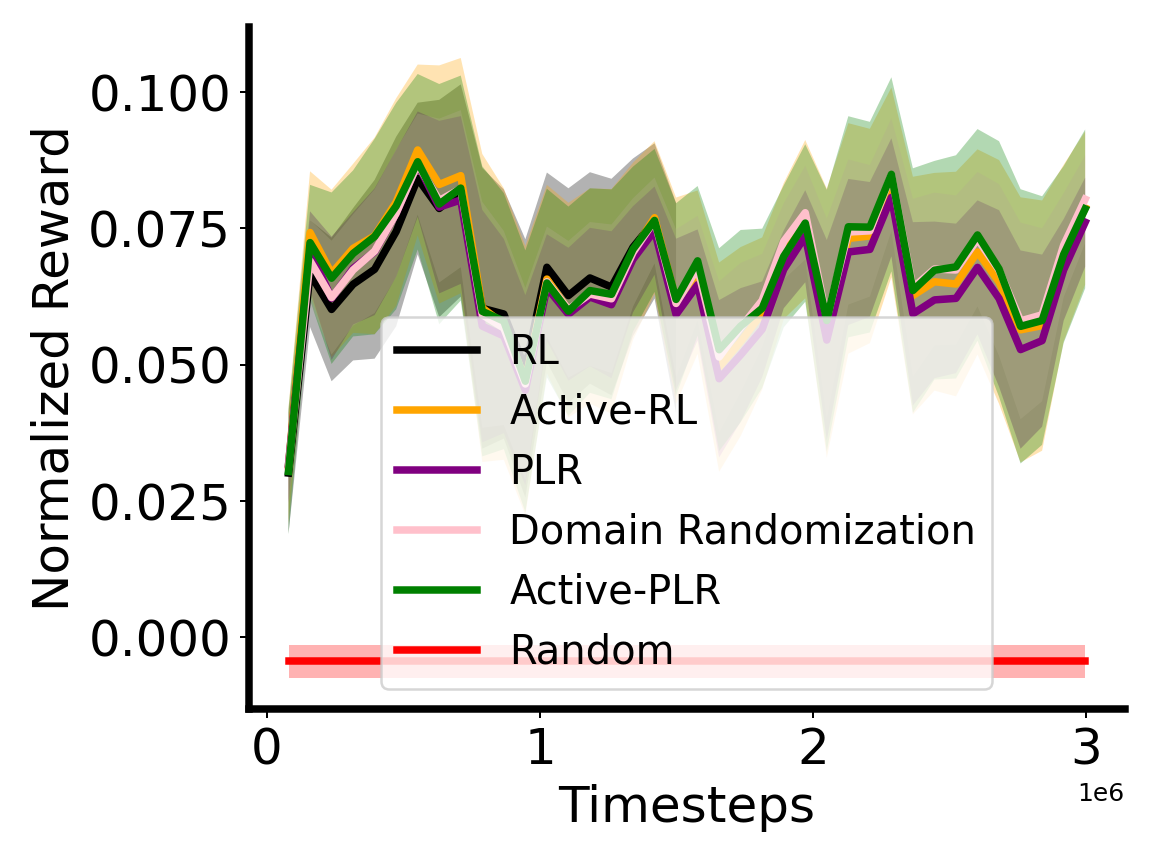 0.100
0.075
0.050
0.025
0.000
Normalized Reward
RL
Active-RL
PLR
Domain Randomization
Active-PLR
Random
0 1 2 3
1e6
Timesteps